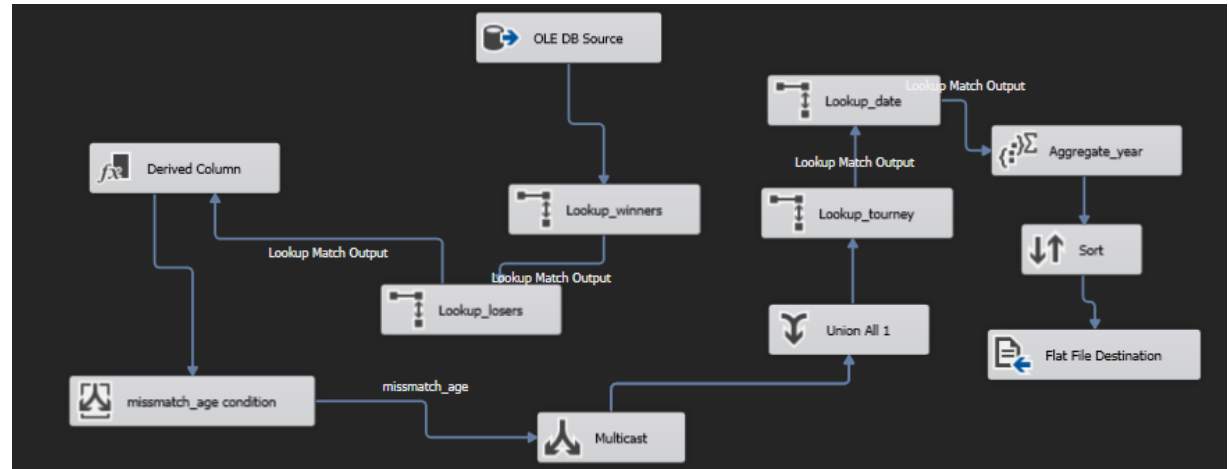 OLE DB Source
Lookup_winners
Lookup Match Output
Lookup_losers
Lookup Match Output
Derived Column
missmatch_age condition
missmatch_age
Multicast
Union All 1
Lookup_tourney
Lookup Match Output
Lookup_date
Lookup Match Output
Aggregate_year
Sort
Flat File Destination